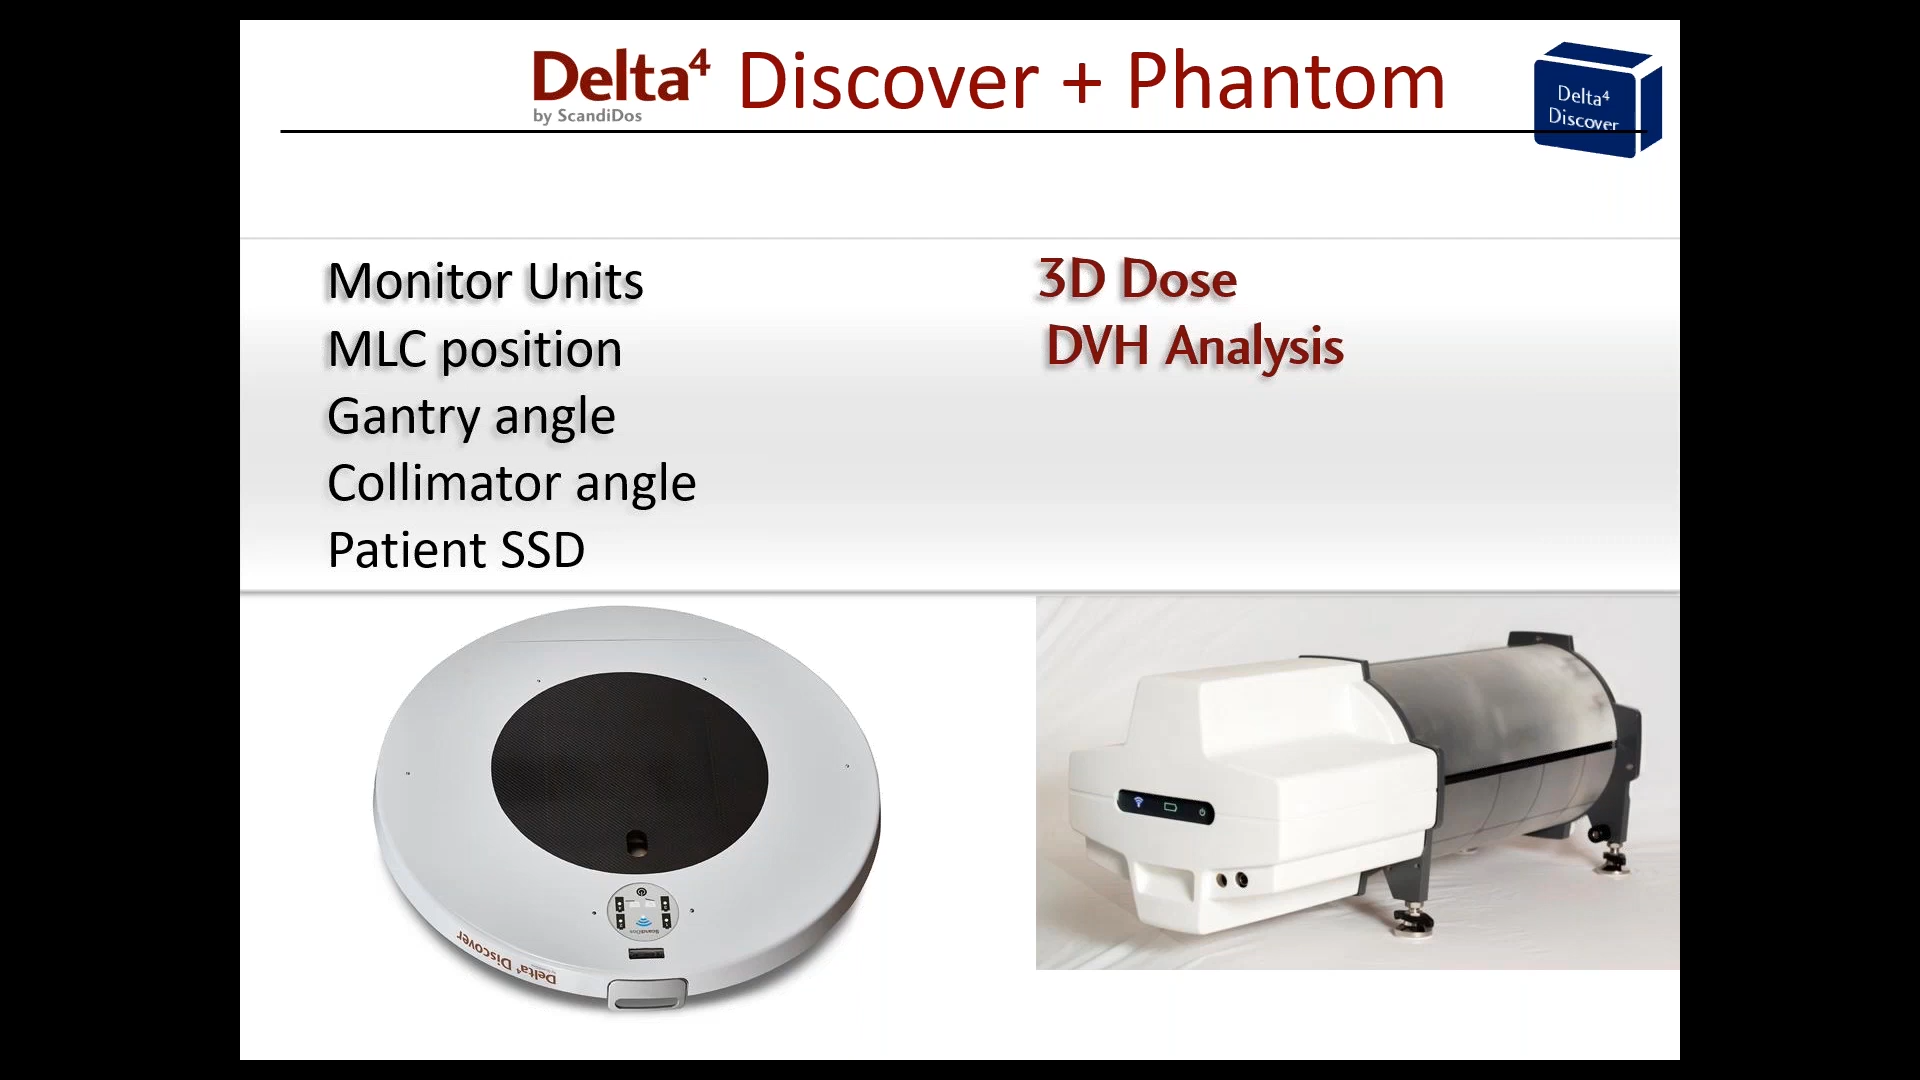 Delta⁴ Discover + Phantom
by ScandiDos
Delta⁴
Discover
Monitor Units
MLC position
Gantry angle
Collimator angle
Patient SSD
3D Dose
DVH Analysis
ScandiDos
Delta⁴ Discover